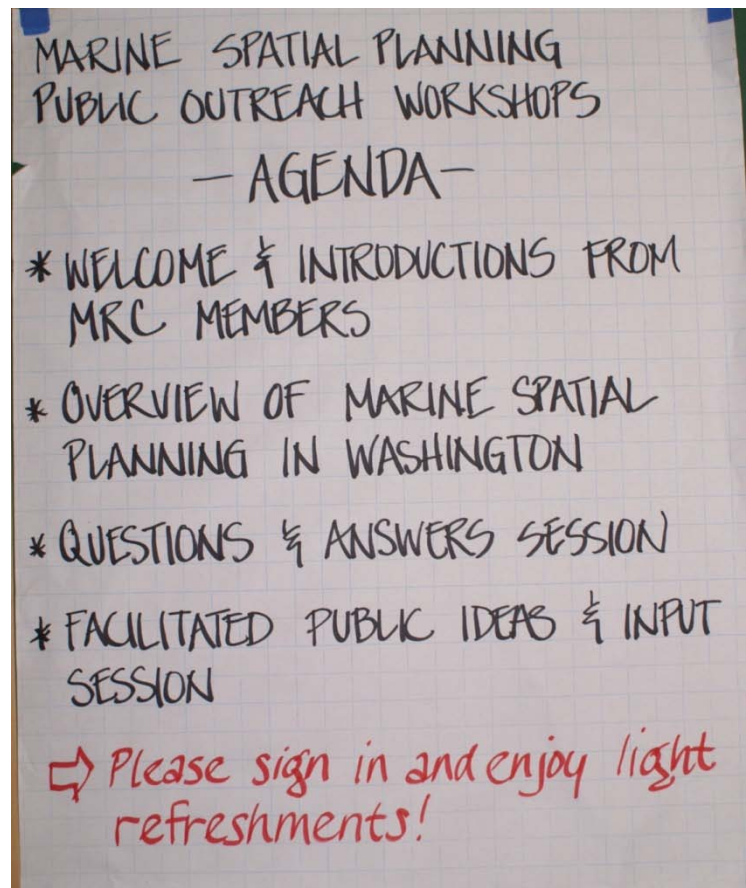 MARINE SPATIAL PLANNING
PUBLIC OUTREACH WORKSHOPS
— AGENDA —
* WELCOME & INTRODUCTIONS FROM
MRC MEMBERS
* OVERVIEW OF MARINE SPATIAL
PLANNING IN WASHINGTON
* QUESTIONS & ANSWERS SESSION
* FACILITATED PUBLIC IDEAS & INPUT
SESSION
⇨ Please sign in and enjoy light
refreshments!